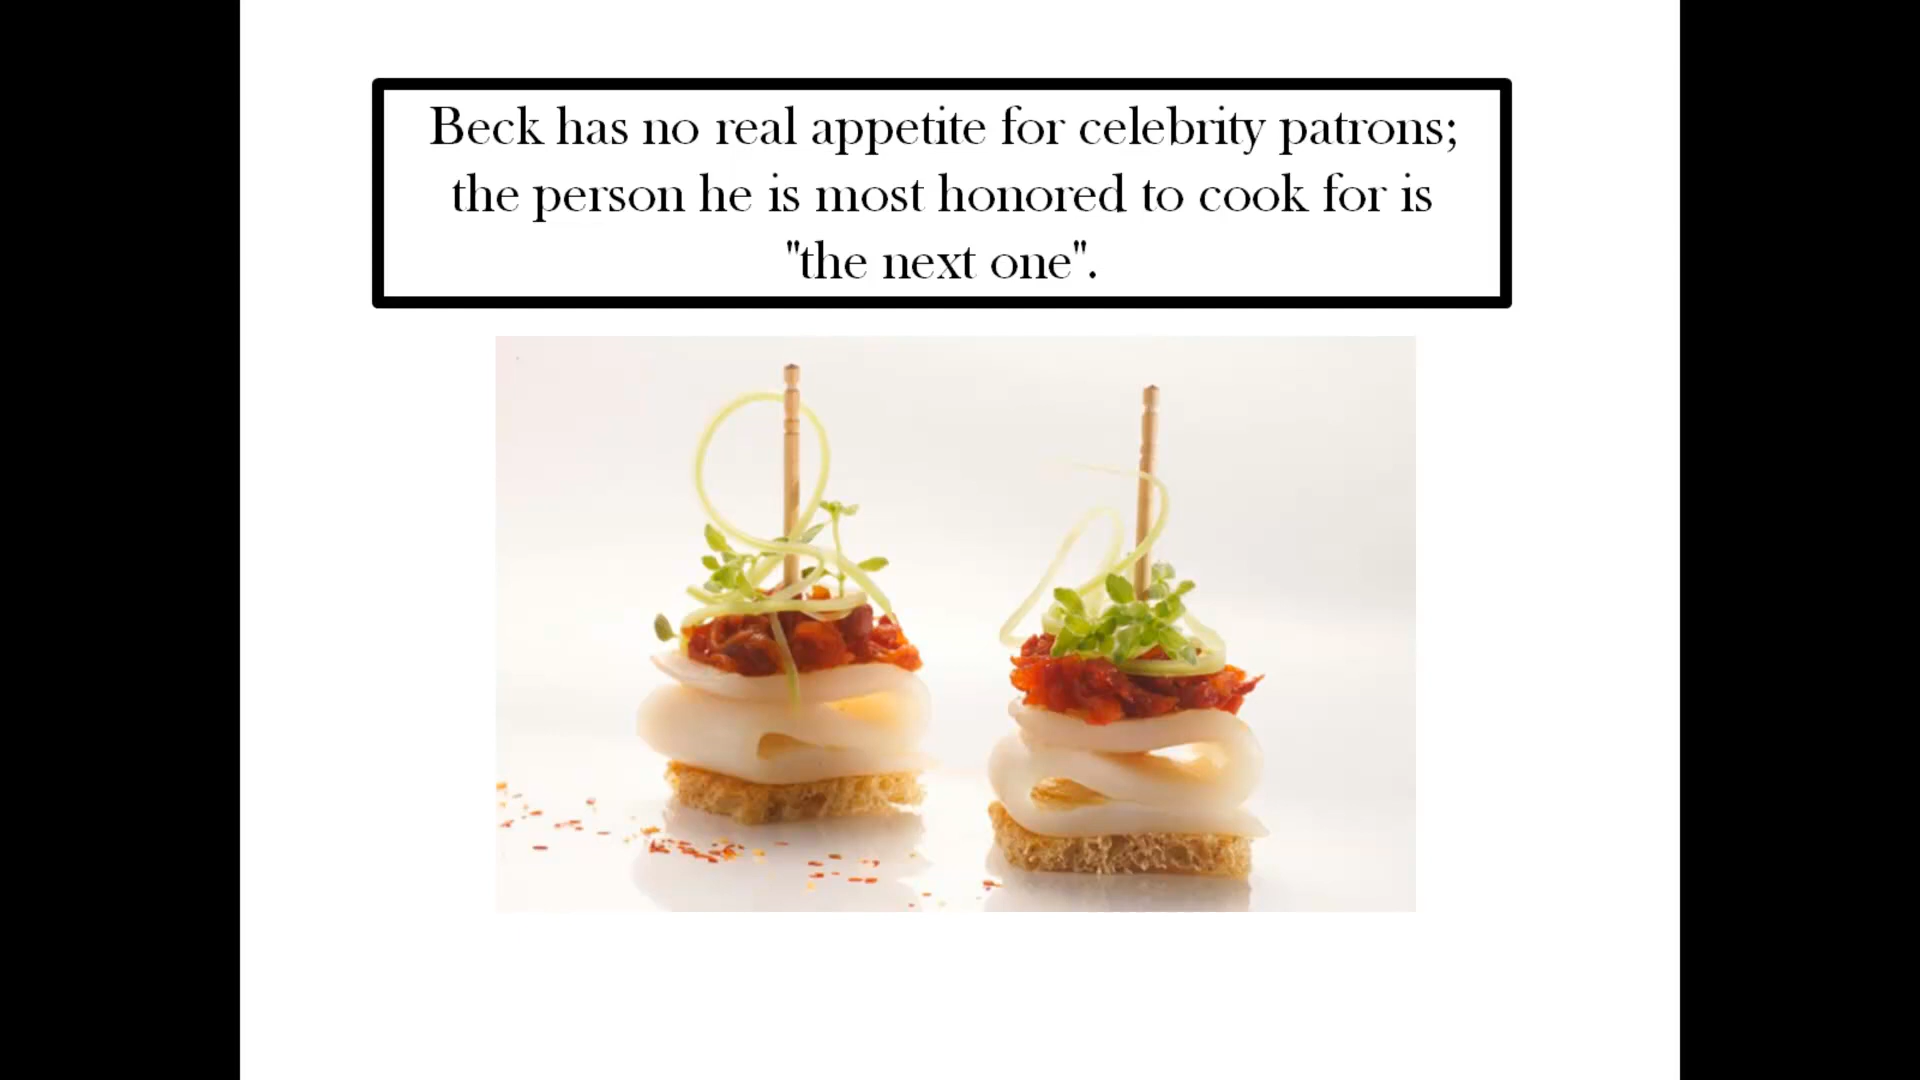 Beck has no real appetite for celebrity patrons;
the person he is most honored to cook for is
"the next one".